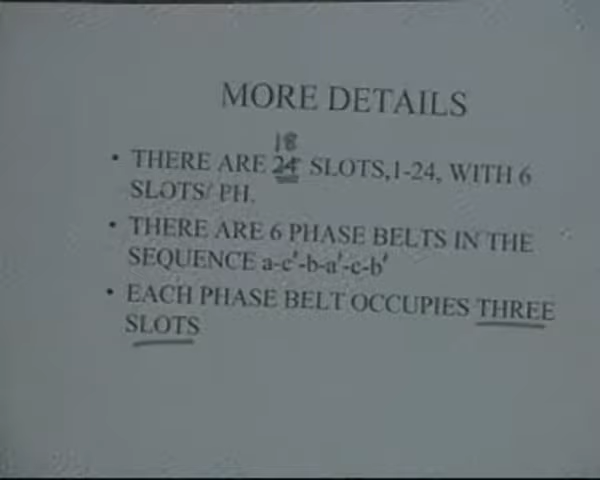 MORE DETAILS
18
• THERE ARE 24 SLOTS,1-24, WITH 6
SLOTS/ PH.
• THERE ARE 6 PHASE BELTS IN THE
SEQUENCE a-c'-b-a'-c-b'
• EACH PHASE BELT OCCUPIES THREE
SLOTS